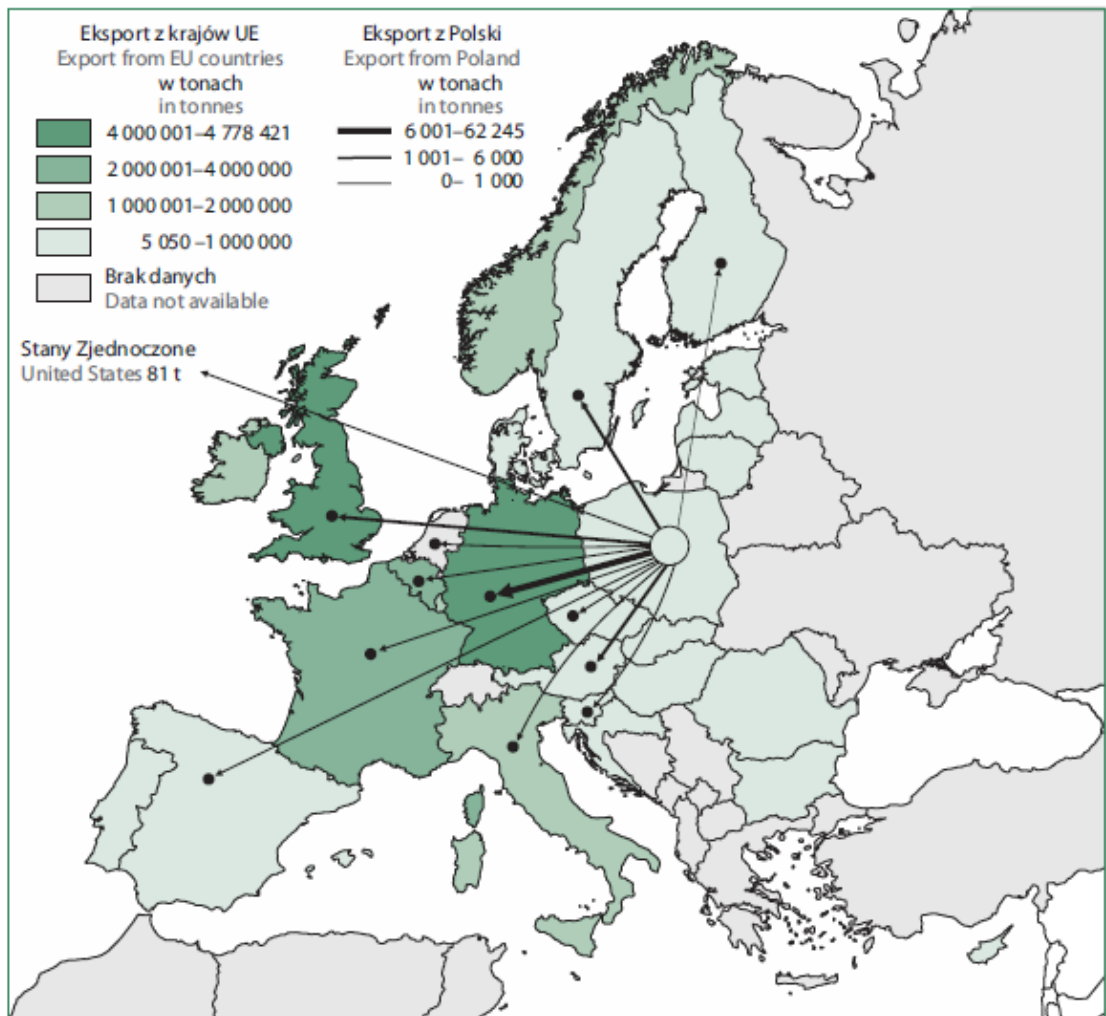 Eksport z krajów UE
Export from EU countries
w tonach
in tonnes
4 000 001–4 778 421
2 000 001–4 000 000
1 000 001–2 000 000
5 050 –1 000 000
Brak danych
Data not available
Eksport z Polski
Export from Poland
w tonach
in tonnes
6 001–62 245
1 001– 6 000
0– 1 000
Stany Zjednoczone
United States 81 t